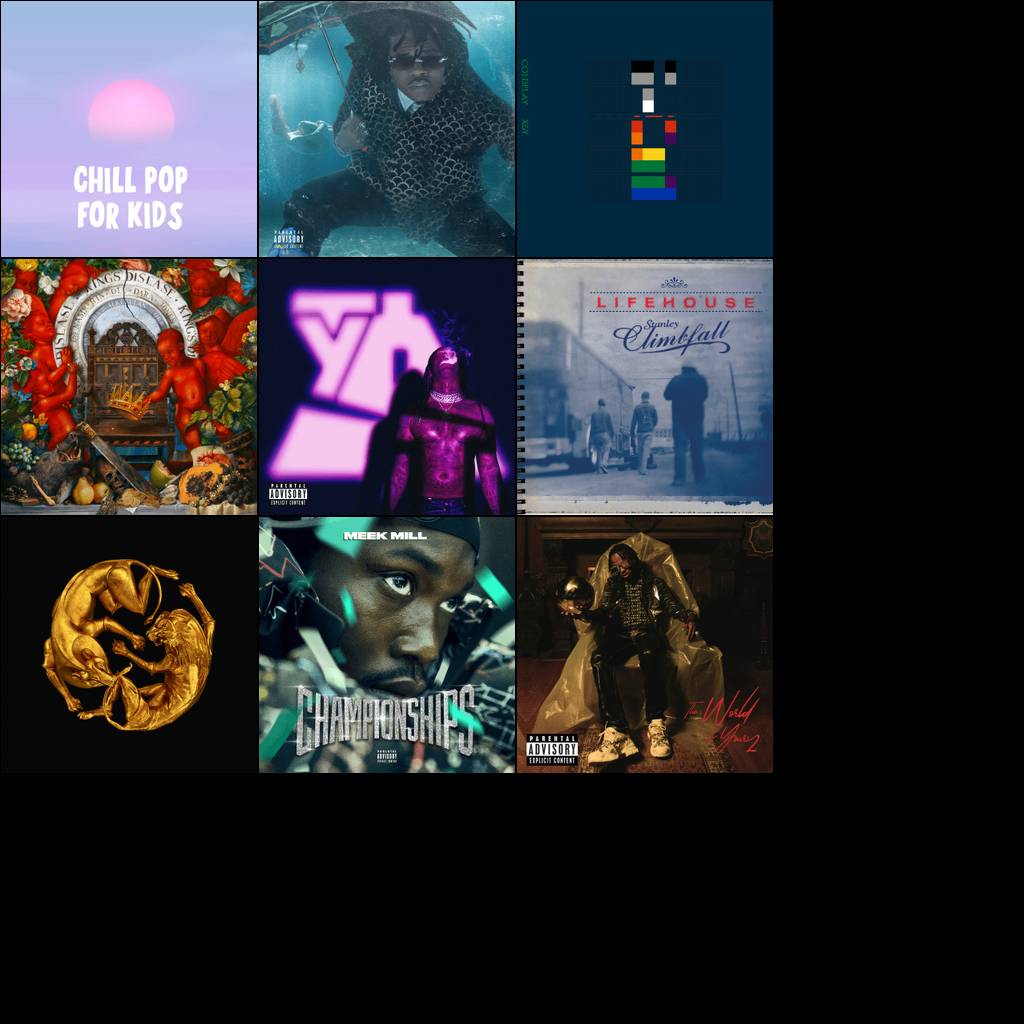 CHILL POP
FOR KIDS
PARENTAL
ADVISORY
EXPLICIT CONTENT
COLDPLAY X&Y
DISEASE · KINGS DISEASE · KINGS
PARENTAL
ADVISORY
EXPLICIT CONTENT
LIFEHOUSE
Stanley
Climbfall
MEEK MILL
CHAMPIONSHIPS
PARENTAL
ADVISORY
EXPLICIT CONTENT
The World
Is Yours 2
PARENTAL
ADVISORY
EXPLICIT CONTENT